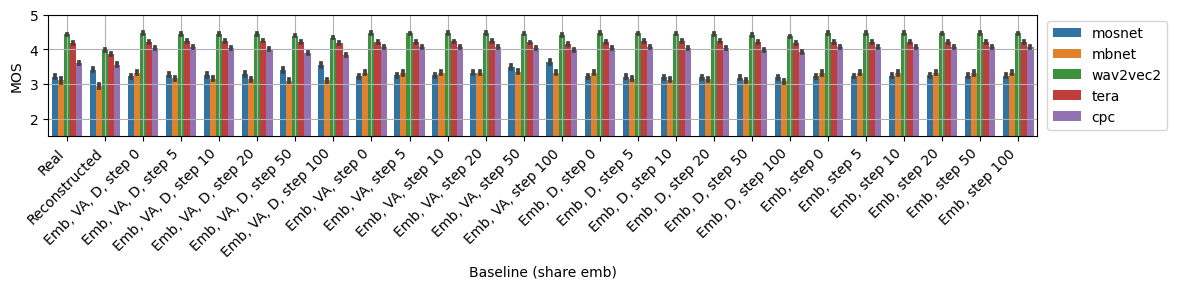 5
4
3
2
MOS
mosnet
mbnet
wav2vec2
tera
cpc
Real
Reconstructed
Emb, VA, D, step 0
Emb, VA, D, step 5
Emb, VA, D, step 10
Emb, VA, D, step 20
Emb, VA, D, step 50
Emb, VA, D, step 100
Emb, VA, step 0
Emb, VA, step 5
Emb, VA, step 10
Emb, VA, step 20
Emb, VA, step 50
Emb, VA, step 100
Emb, D, step 0
Emb, D, step 5
Emb, D, step 10
Emb, D, step 20
Emb, D, step 50
Emb, D, step 100
Emb, step 0
Emb, step 5
Emb, step 10
Emb, step 20
Emb, step 50
Emb, step 100
Baseline (share emb)